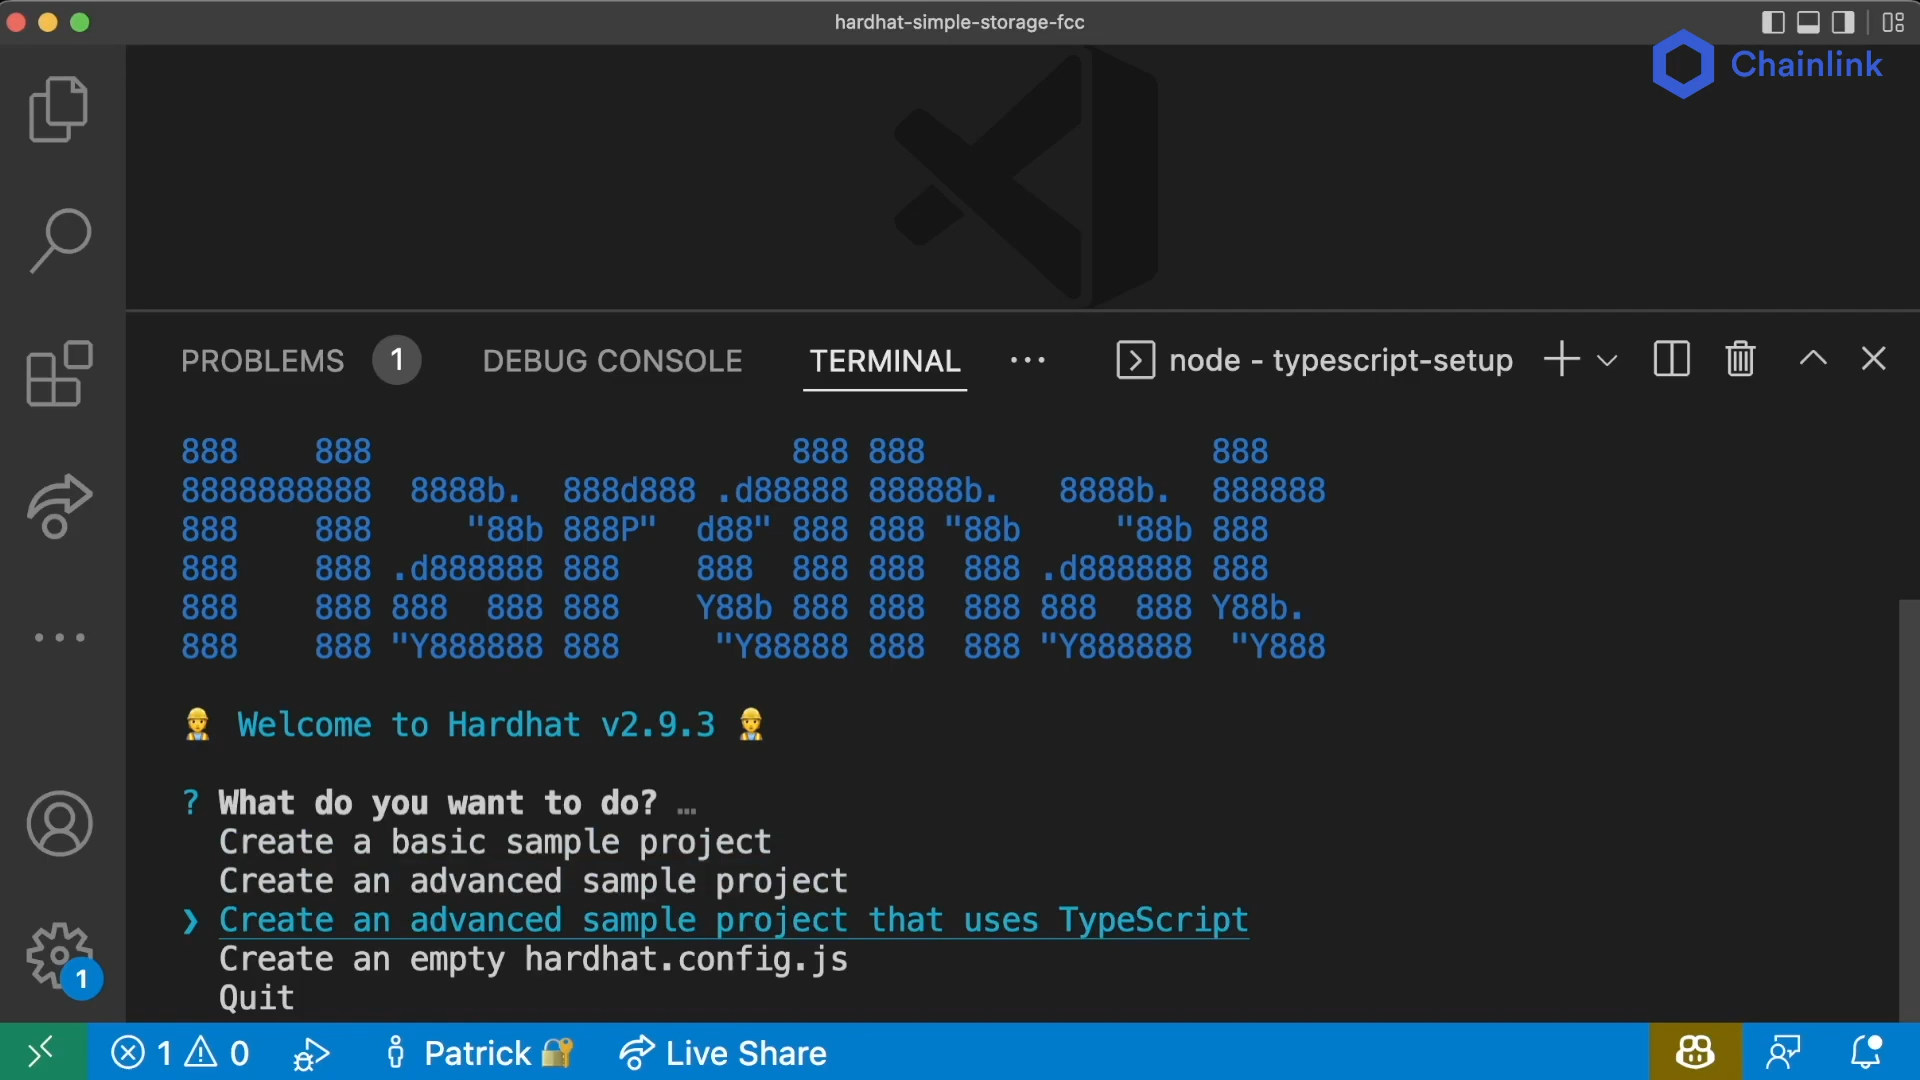 hardhat-simple-storage-fcc
Chainlink
PROBLEMS 1 DEBUG CONSOLE TERMINAL ··· node - typescript-setup
888    888                      888 888               888
8888888888  8888b.  888d888 .d88888 88888b.   8888b.  888888
888    888     "88b 888P"  d88" 888 888 "88b     "88b 888
888    888 .d888888 888    888  888 888  888 .d888888 888
888    888 888  888 888    Y88b 888 888  888 888  888 Y88b.
888    888 "Y888888 888     "Y88888 888  888 "Y888888  "Y888
👷 Welcome to Hardhat v2.9.3 👷
? What do you want to do? …
Create a basic sample project
Create an advanced sample project
❯ Create an advanced sample project that uses TypeScript
Create an empty hardhat.config.js
Quit
1
1 0 Patrick 🔐 Live Share